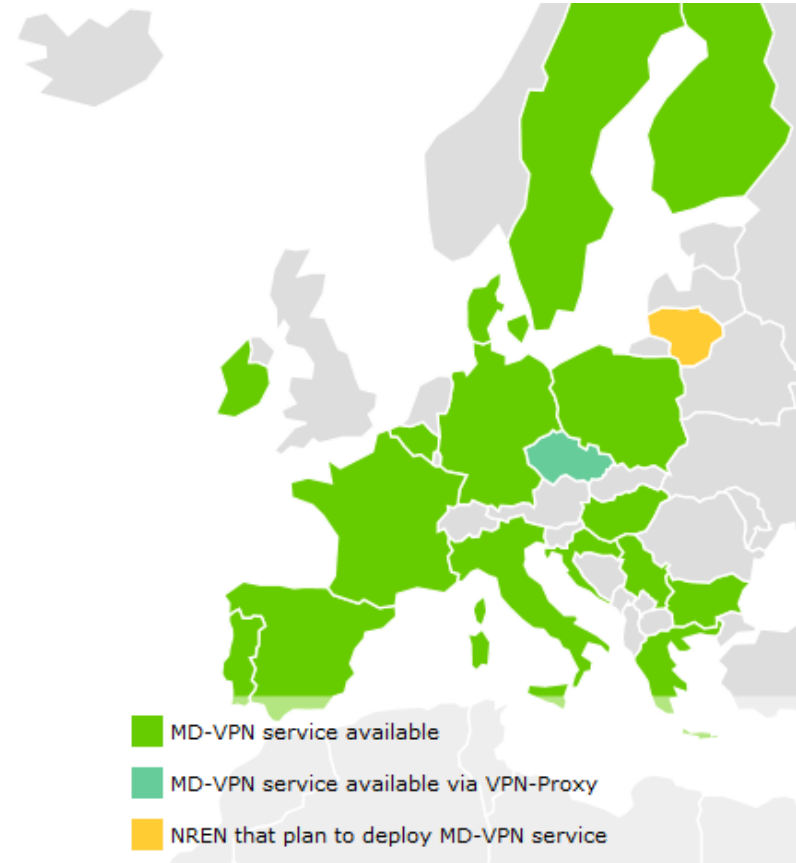 MD-VPN service available
MD-VPN service available via VPN-Proxy
NREN that plan to deploy MD-VPN service